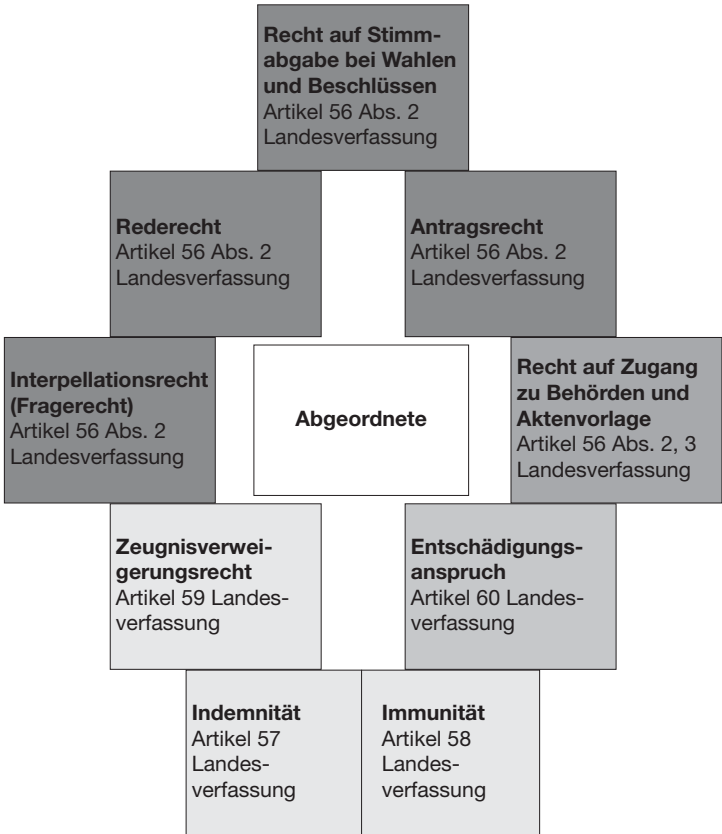 Recht auf Stimm-
abgabe bei Wahlen
und Beschlüssen
Artikel 56 Abs. 2
Landesverfassung
Rederecht
Artikel 56 Abs. 2
Landesverfassung
Antragsrecht
Artikel 56 Abs. 2
Landesverfassung
Interpellationsrecht
(Fragerecht)
Artikel 56 Abs. 2
Landesverfassung
Abgeordnete
Recht auf Zugang
zu Behörden und
Aktenvorlage
Artikel 56 Abs. 2, 3
Landesverfassung
Zeugnisverwei-
gerungsrecht
Artikel 59 Landes-
verfassung
Entschädigungs-
anspruch
Artikel 60 Landes-
verfassung
Indemnität
Artikel 57
Landes-
verfassung
Immunität
Artikel 58
Landes-
verfassung